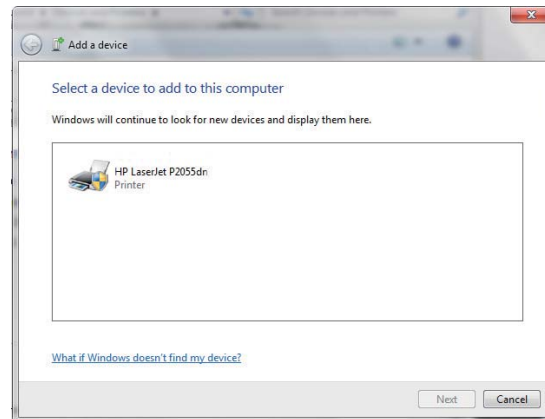 Add a device
Select a device to add to this computer
Windows will continue to look for new devices and display them here.
HP LaserJet P2055dn
Printer
What if Windows doesn't find my device?
Next
Cancel